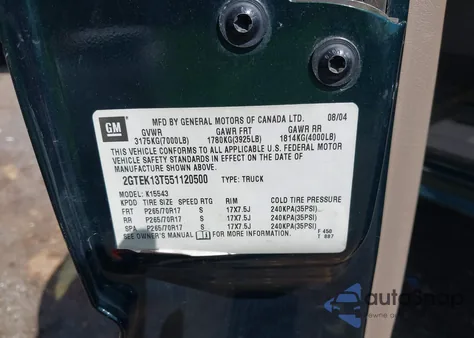 GM
MFD BY GENERAL MOTORS OF CANADA LTD. 08/04
GVWR GAWR FRT GAWR RR
3175KG(7000LB) 1780KG(3925LB) 1814KG(4000LB)
THIS VEHICLE CONFORMS TO ALL APPLICABLE U.S. FEDERAL MOTOR
VEHICLE SAFETY STANDARDS IN EFFECT ON THE DATE OF
MANUFACTURE SHOWN ABOVE.
2GTEK13T551120500 TYPE: TRUCK
MODEL: K15543
KPDD TIRE SIZE SPEED RTG RIM COLD TIRE PRESSURE
FRT P265/70R17 S 17X7.5J 240KPA(35PSI)
RR P265/70R17 S 17X7.5J 240KPA(35PSI)
SPA P265/70R17 S 17X7.5J 240KPA(35PSI)
SEE OWNER'S MANUAL FOR MORE INFORMATION.
autosnap